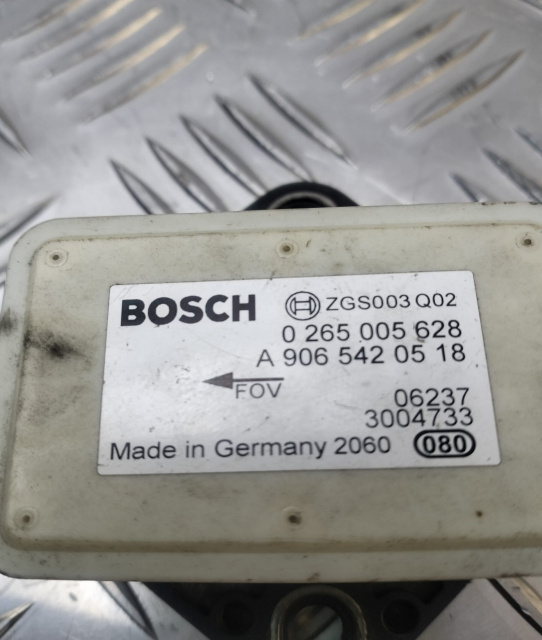 BOSCH ZGS003 Q02
0 265 005 628
A 906 542 05 18
FOV
06237
3004733
Made in Germany 2060 080